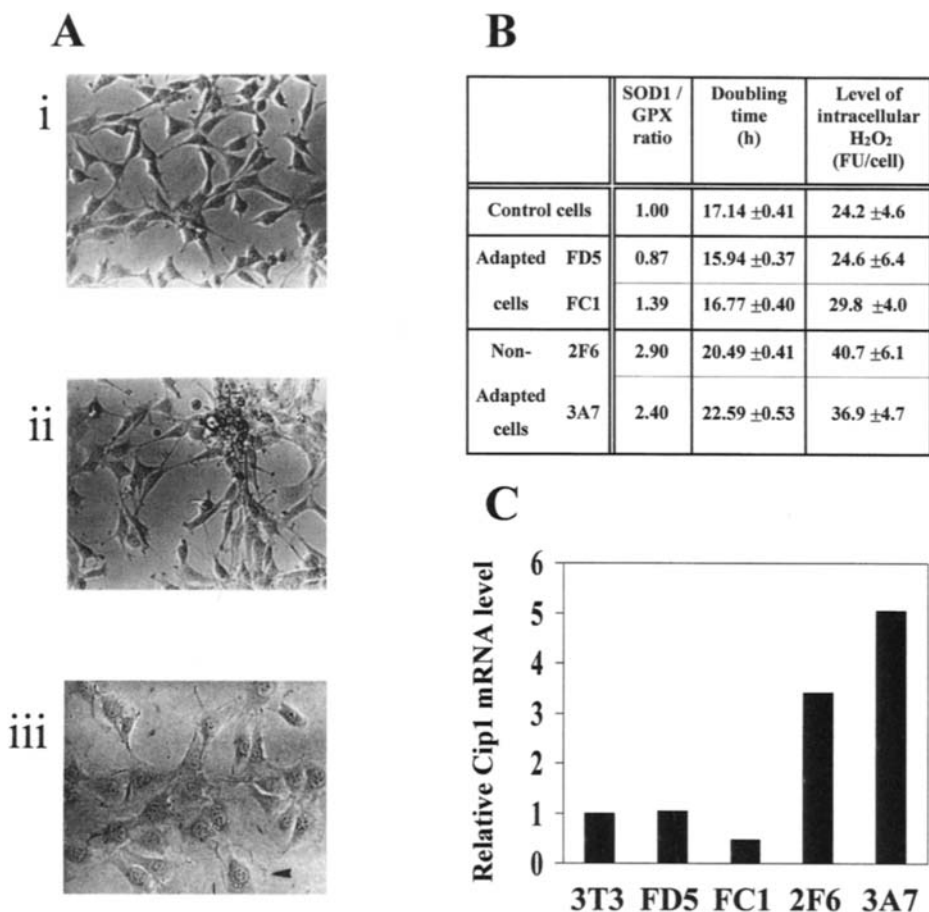 A
i
ii
iii
B
SOD1 / GPX ratio
Doubling time (h)
Level of intracellular H₂O₂ (FU/cell)
Control cells 1.00 17.14 ±0.41 24.2 ±4.6
Adapted FD5 0.87 15.94 ±0.37 24.6 ±6.4
cells FC1 1.39 16.77 ±0.40 29.8 ±4.0
Non- 2F6 2.90 20.49 ±0.41 40.7 ±6.1
Adapted cells 3A7 2.40 22.59 ±0.53 36.9 ±4.7
C
Relative Cip1 mRNA level
6
5
4
3
2
1
0
3T3 FD5 FC1 2F6 3A7